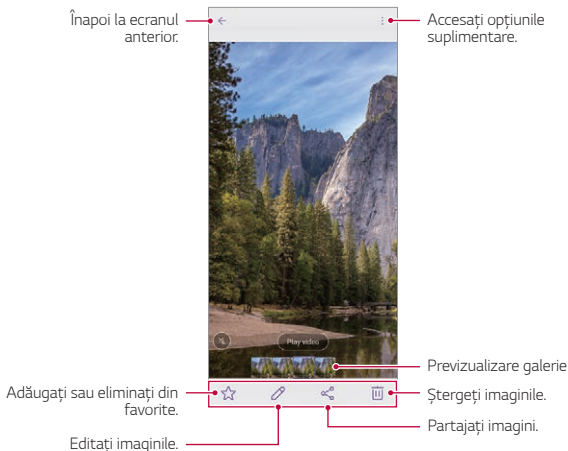 Înapoi la ecranul
anterior.
Accesați opțiunile
suplimentare.
Play video
Previzualizare galerie
Adăugați sau eliminați din
favorite.
Ștergeți imaginile.
Partajați imagini.
Editați imaginile.